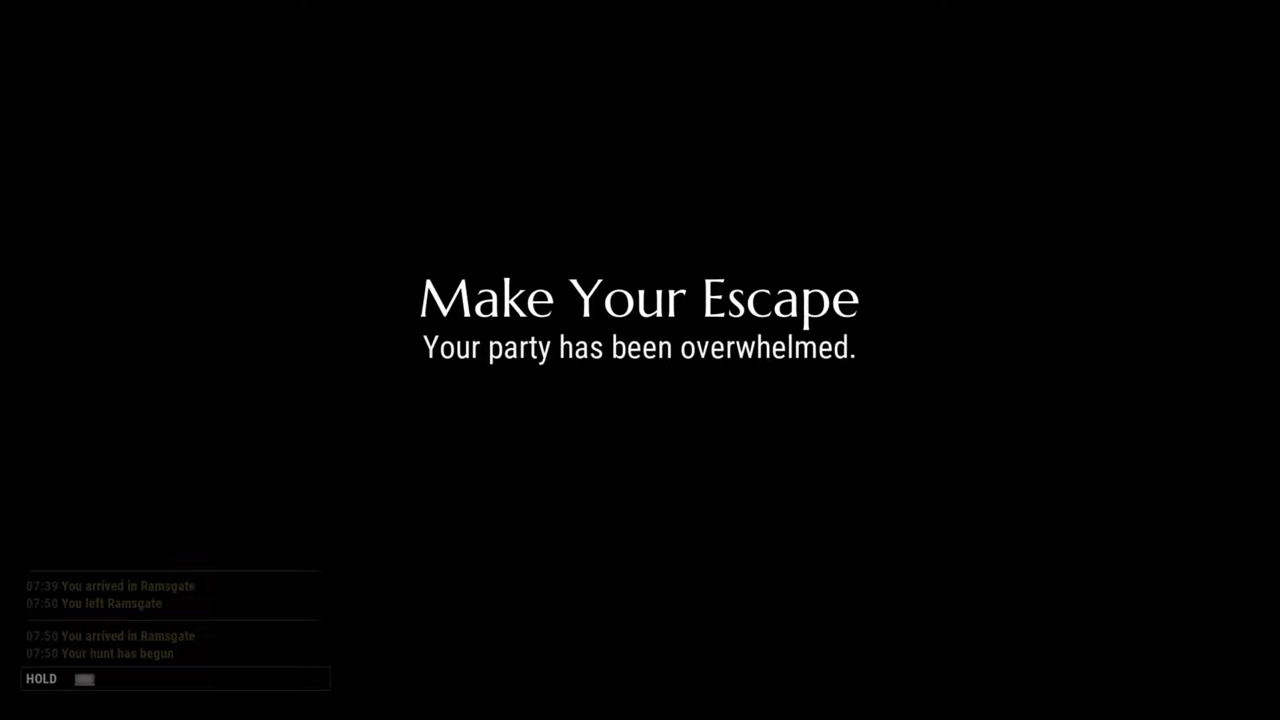 Make Your Escape
Your party has been overwhelmed.
07:39 You arrived in Ramsgate
07:50 You left Ramsgate
07:50 You arrived in Ramsgate
07:50 Your hunt has begun
HOLD